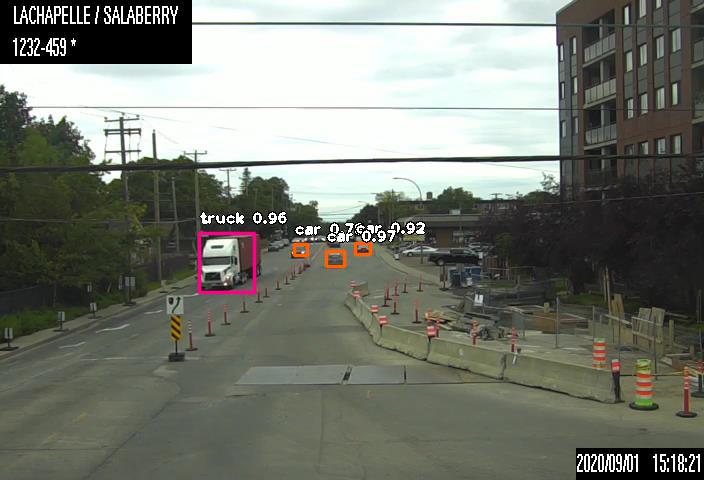 LACHAPELLE / SALABERRY
1232-459 *
truck 0.96
car 0.92
car 0.97
2020/09/01 15:18:21